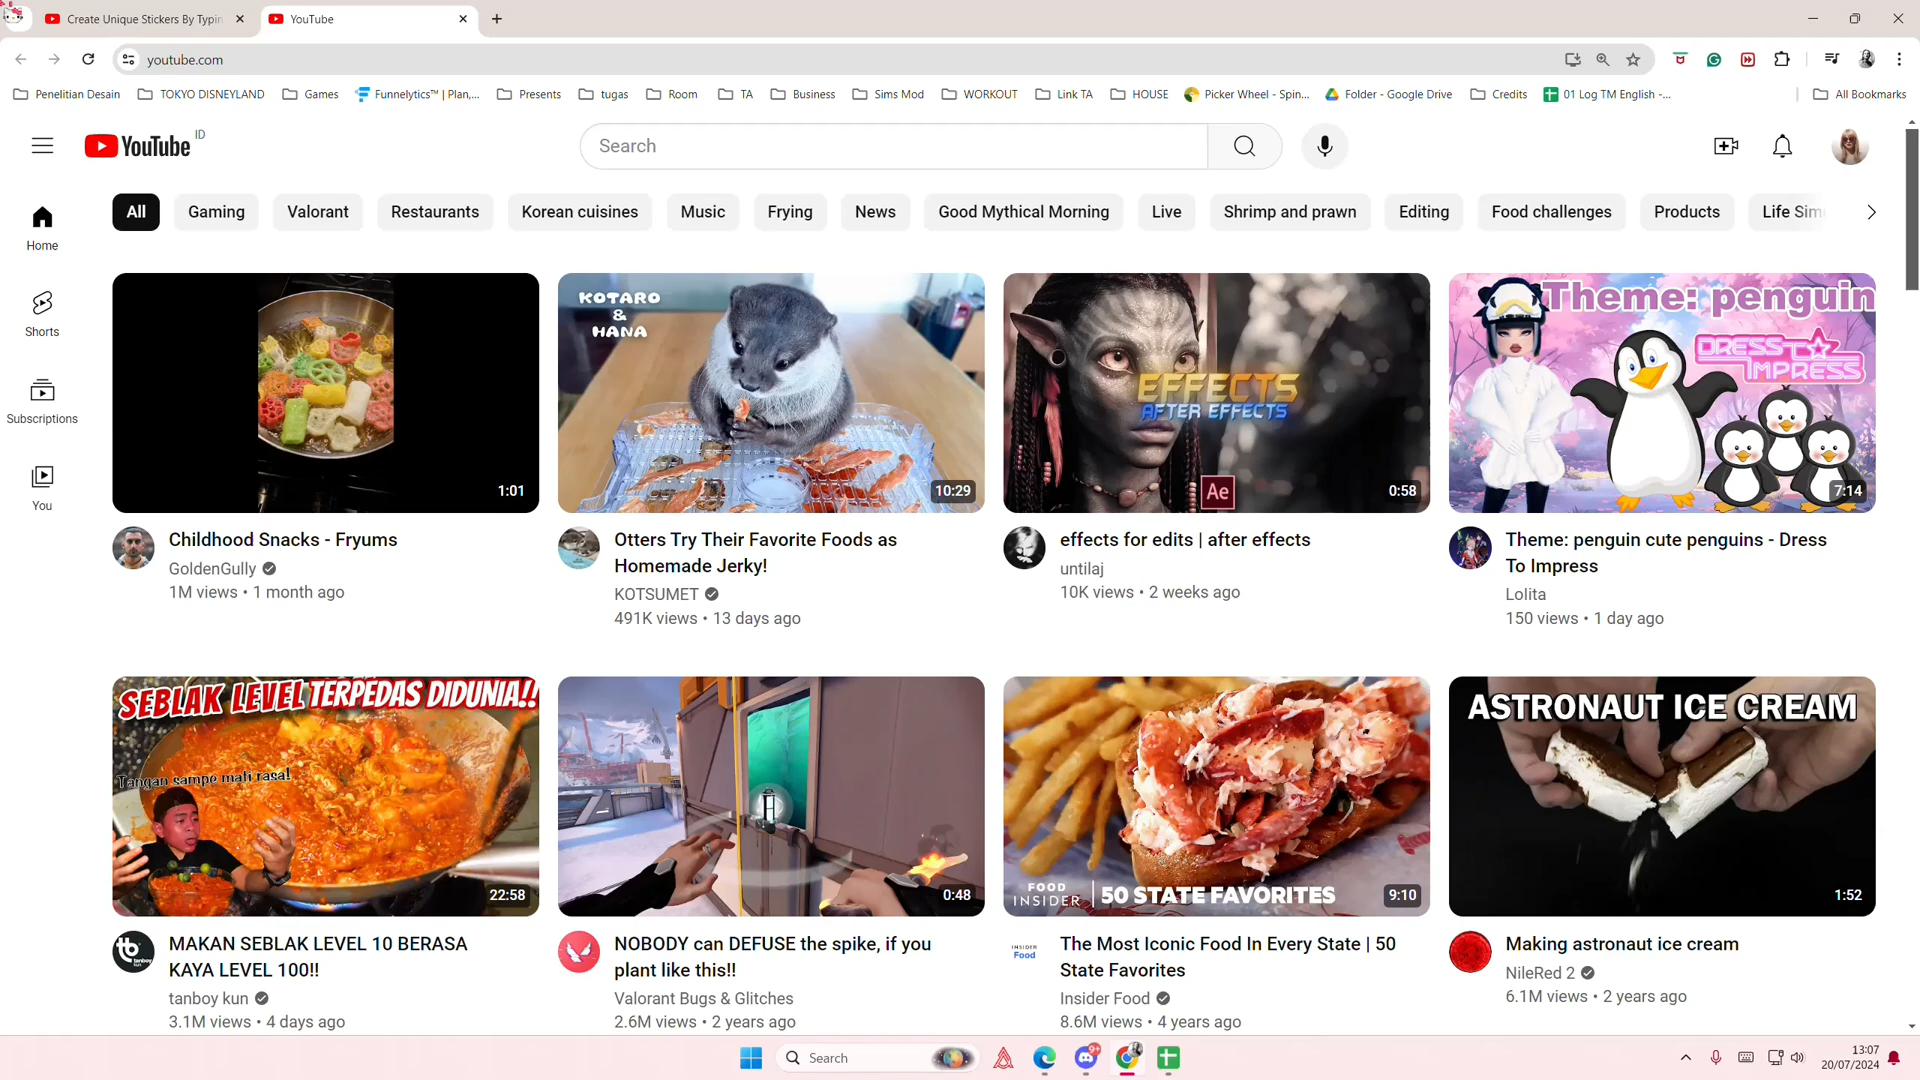 Create Unique Stickers By Typin
YouTube
youtube.com
Penelitian Desain
TOKYO DISNEYLAND
Games
Funnelytics™ | Plan,...
Presents
tugas
Room
TA
Business
Sims Mod
WORKOUT
Link TA
HOUSE
Picker Wheel - Spin...
Folder - Google Drive
Credits
01 Log TM English -...
All Bookmarks
YouTube ID
Search
All
Gaming
Valorant
Restaurants
Korean cuisines
Music
Frying
News
Good Mythical Morning
Live
Shrimp and prawn
Editing
Food challenges
Products
Life Sim
Home
Shorts
Subscriptions
You
1:01
Childhood Snacks - Fryums
GoldenGully
1M views • 1 month ago
KOTARO
&
HANA
10:29
Otters Try Their Favorite Foods as
Homemade Jerky!
KOTSUMET
491K views • 13 days ago
EFFECTS
AFTER EFFECTS
Ae
0:58
effects for edits | after effects
untilaj
10K views • 2 weeks ago
Theme: penguin
DRESS TO
IMPRESS
7:14
Theme: penguin cute penguins - Dress
To Impress
Lolita
150 views • 1 day ago
SEBLAK LEVEL TERPEDAS DIDUNIA!!
Tangan sampe mati rasa!
22:58
tb
tanboy
kun
MAKAN SEBLAK LEVEL 10 BERASA
KAYA LEVEL 100!!
tanboy kun
3.1M views • 4 days ago
0:48
NOBODY can DEFUSE the spike, if you
plant like this!!
Valorant Bugs & Glitches
2.6M views • 2 years ago
FOOD
INSIDER
50 STATE FAVORITES
9:10
INSIDER
Food
The Most Iconic Food In Every State | 50
State Favorites
Insider Food
8.6M views • 4 years ago
ASTRONAUT ICE CREAM
1:52
Making astronaut ice cream
NileRed 2
6.1M views • 2 years ago
Search
9+
13:07
20/07/2024